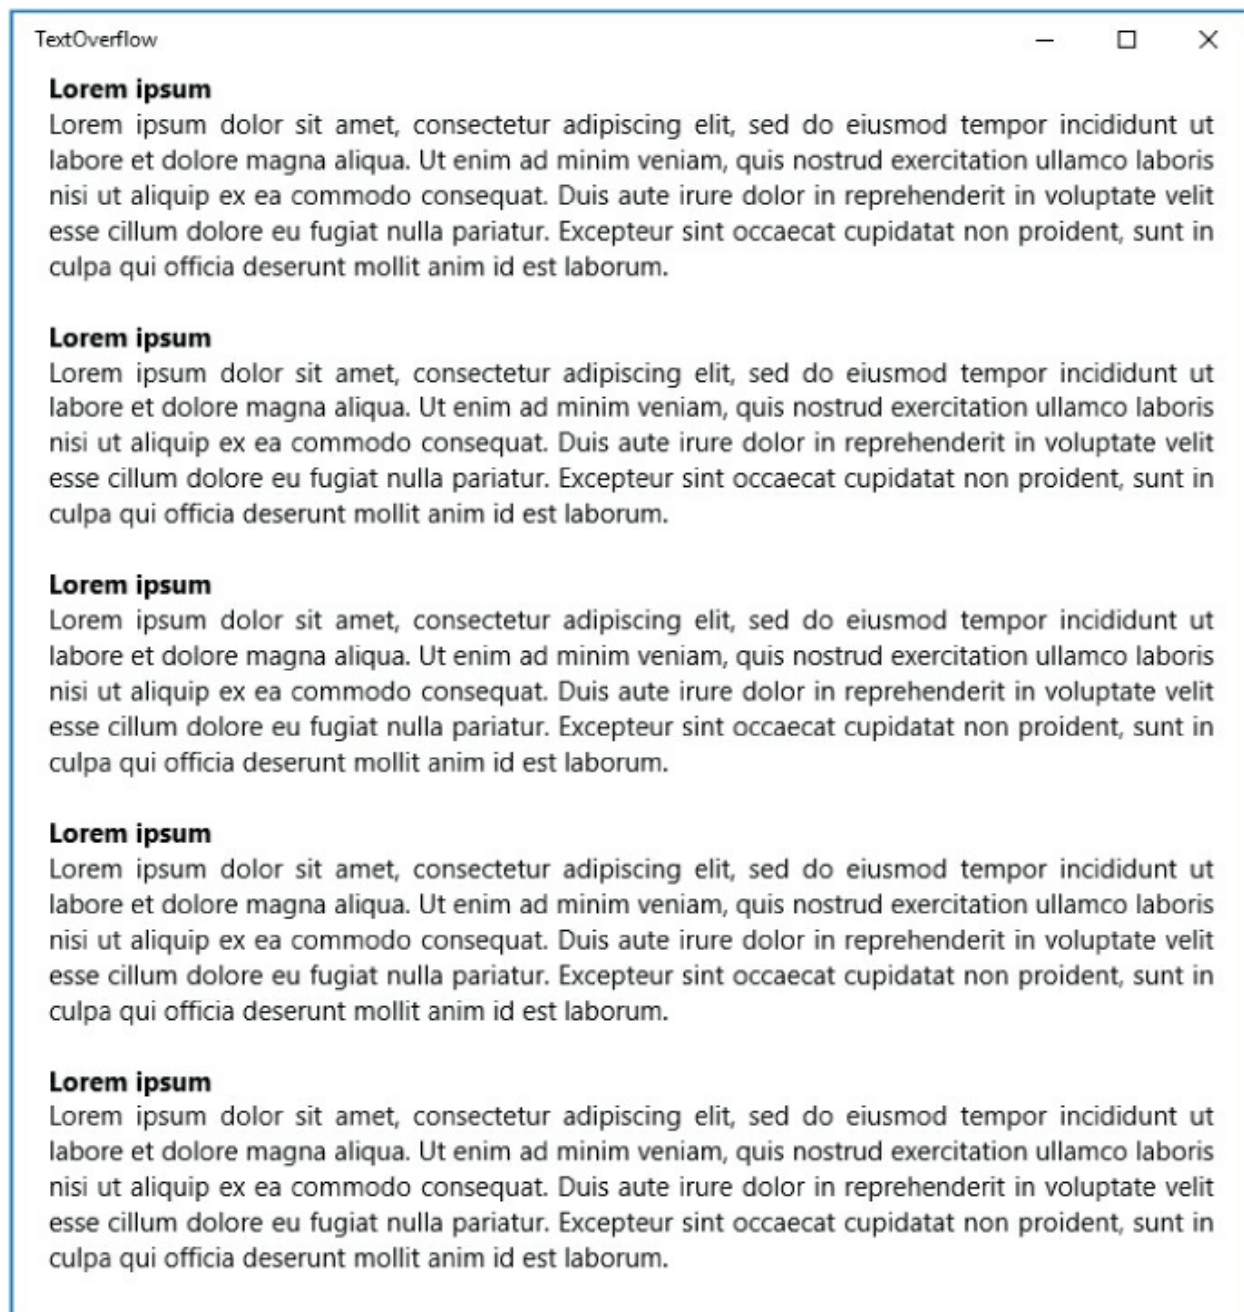 TextOverflow
Lorem ipsum
Lorem ipsum dolor sit amet, consectetur adipiscing elit, sed do eiusmod tempor incididunt ut
labore et dolore magna aliqua. Ut enim ad minim veniam, quis nostrud exercitation ullamco laboris
nisi ut aliquip ex ea commodo consequat. Duis aute irure dolor in reprehenderit in voluptate velit
esse cillum dolore eu fugiat nulla pariatur. Excepteur sint occaecat cupidatat non proident, sunt in
culpa qui officia deserunt mollit anim id est laborum.
Lorem ipsum
Lorem ipsum dolor sit amet, consectetur adipiscing elit, sed do eiusmod tempor incididunt ut
labore et dolore magna aliqua. Ut enim ad minim veniam, quis nostrud exercitation ullamco laboris
nisi ut aliquip ex ea commodo consequat. Duis aute irure dolor in reprehenderit in voluptate velit
esse cillum dolore eu fugiat nulla pariatur. Excepteur sint occaecat cupidatat non proident, sunt in
culpa qui officia deserunt mollit anim id est laborum.
Lorem ipsum
Lorem ipsum dolor sit amet, consectetur adipiscing elit, sed do eiusmod tempor incididunt ut
labore et dolore magna aliqua. Ut enim ad minim veniam, quis nostrud exercitation ullamco laboris
nisi ut aliquip ex ea commodo consequat. Duis aute irure dolor in reprehenderit in voluptate velit
esse cillum dolore eu fugiat nulla pariatur. Excepteur sint occaecat cupidatat non proident, sunt in
culpa qui officia deserunt mollit anim id est laborum.
Lorem ipsum
Lorem ipsum dolor sit amet, consectetur adipiscing elit, sed do eiusmod tempor incididunt ut
labore et dolore magna aliqua. Ut enim ad minim veniam, quis nostrud exercitation ullamco laboris
nisi ut aliquip ex ea commodo consequat. Duis aute irure dolor in reprehenderit in voluptate velit
esse cillum dolore eu fugiat nulla pariatur. Excepteur sint occaecat cupidatat non proident, sunt in
culpa qui officia deserunt mollit anim id est laborum.
Lorem ipsum
Lorem ipsum dolor sit amet, consectetur adipiscing elit, sed do eiusmod tempor incididunt ut
labore et dolore magna aliqua. Ut enim ad minim veniam, quis nostrud exercitation ullamco laboris
nisi ut aliquip ex ea commodo consequat. Duis aute irure dolor in reprehenderit in voluptate velit
esse cillum dolore eu fugiat nulla pariatur. Excepteur sint occaecat cupidatat non proident, sunt in
culpa qui officia deserunt mollit anim id est laborum.